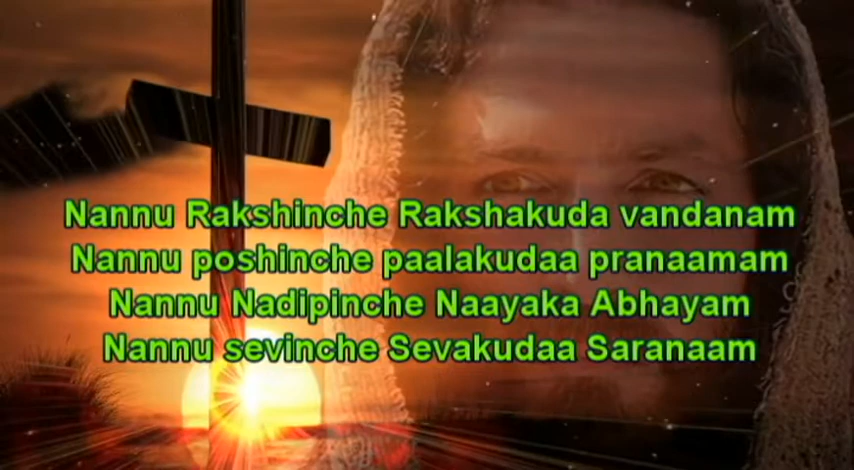 Nannu Rakshinche Rakshakuda vandanam
Nannu poshinche paalakudaa pranaamam
Nannu Nadipinche Naayaka Abhayam
Nannu sevinche Sevakudaa Saranaam